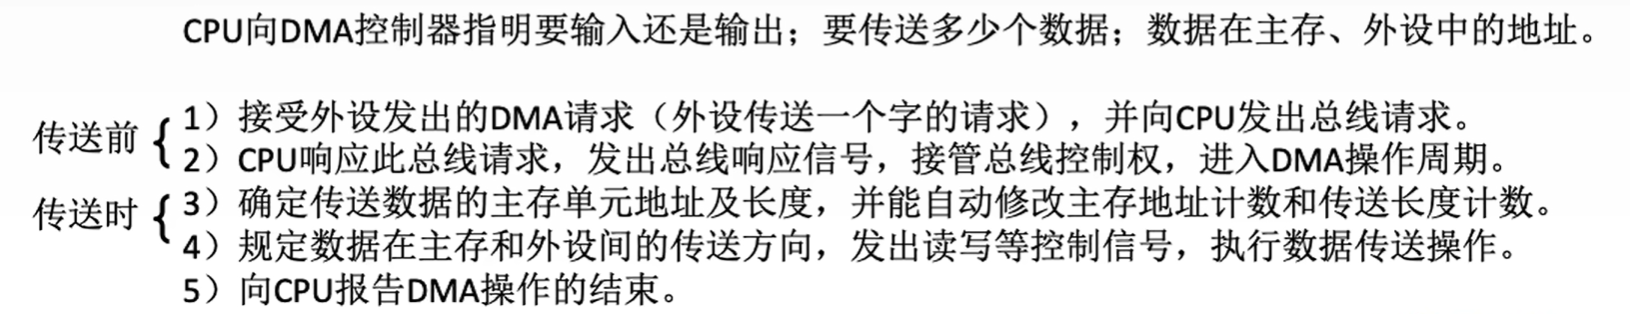 CPU向DMA控制器指明要输入还是输出；要传送多少个数据；数据在主存、外设中的地址。
传送前
1）接受外设发出的DMA请求（外设传送一个字的请求），并向CPU发出总线请求。
2）CPU响应此总线请求，发出总线响应信号，接管总线控制权，进入DMA操作周期。
传送时
3）确定传送数据的主存单元地址及长度，并能自动修改主存地址计数和传送长度计数。
4）规定数据在主存和外设间的传送方向，发出读写等控制信号，执行数据传送操作。
5）向CPU报告DMA操作的结束。